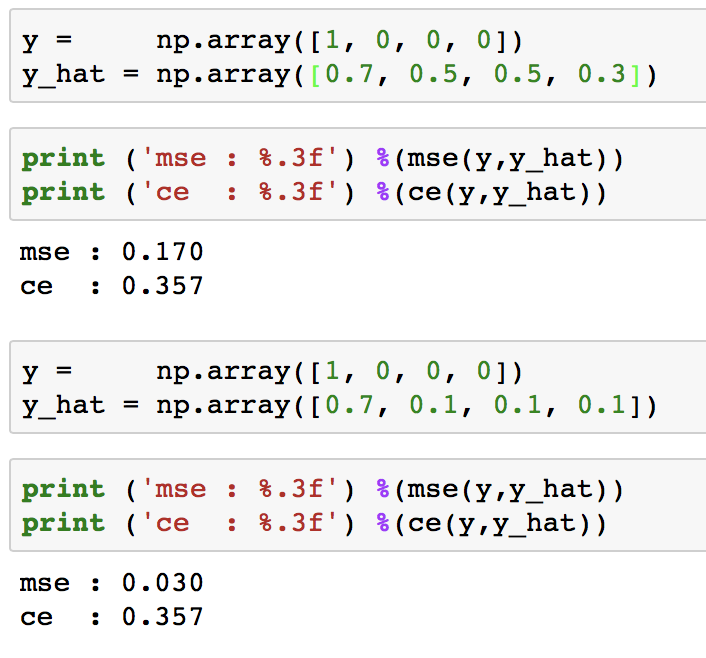 y =     np.array([1, 0, 0, 0])
y_hat = np.array([0.7, 0.5, 0.5, 0.3])
print ('mse : %.3f') %(mse(y,y_hat))
print ('ce  : %.3f') %(ce(y,y_hat))
mse : 0.170
ce  : 0.357
y =     np.array([1, 0, 0, 0])
y_hat = np.array([0.7, 0.1, 0.1, 0.1])
print ('mse : %.3f') %(mse(y,y_hat))
print ('ce  : %.3f') %(ce(y,y_hat))
mse : 0.030
ce  : 0.357